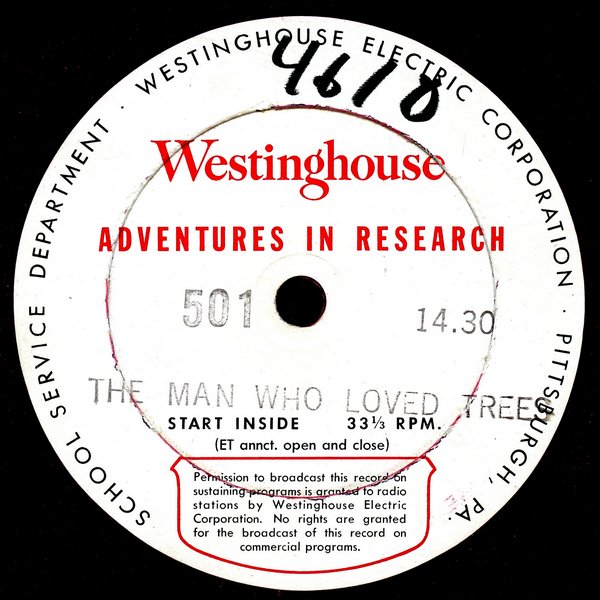 4618
SCHOOL SERVICE DEPARTMENT · WESTINGHOUSE ELECTRIC CORPORATION · PITTSBURGH, PA.
Westinghouse
ADVENTURES IN RESEARCH
501
14.30
THE MAN WHO LOVED TREES
START INSIDE 33⅓ RPM.
(ET annct. open and close)
Permission to broadcast this record on
sustaining programs is granted to radio
stations by Westinghouse Electric
Corporation. No rights are granted
for the broadcast of this record on
commercial programs.